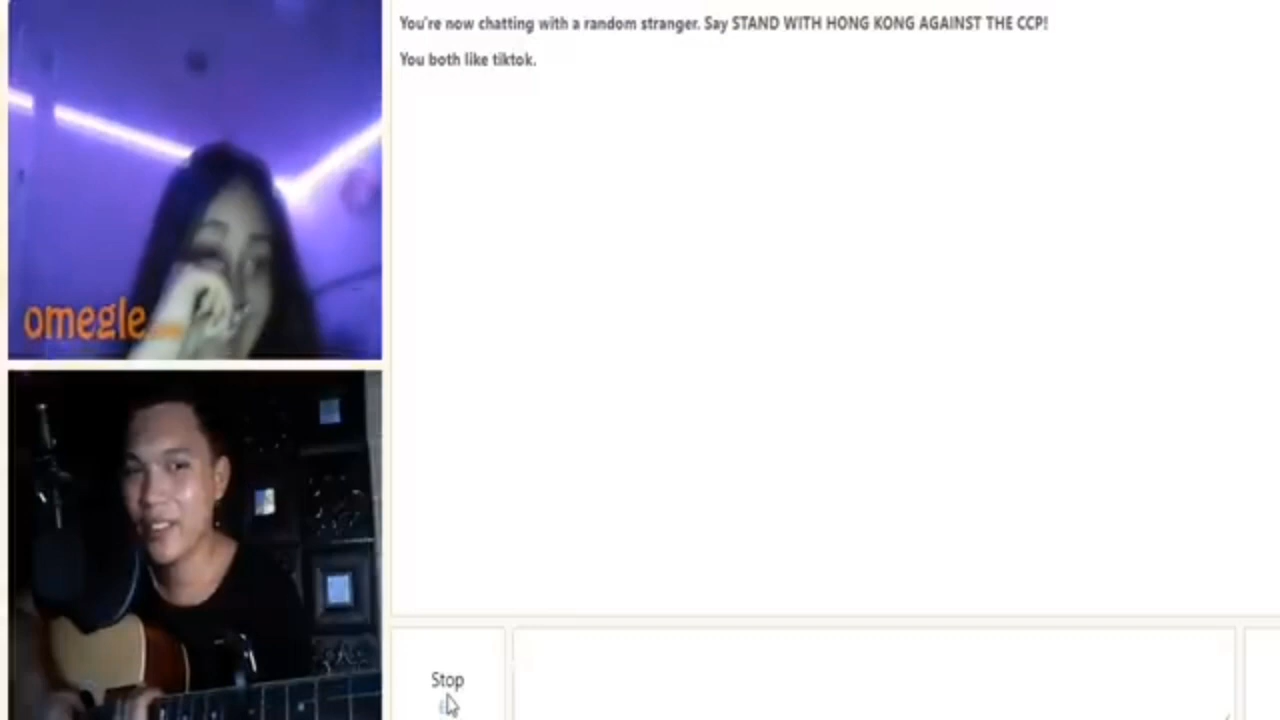 You're now chatting with a random stranger. Say STAND WITH HONG KONG AGAINST THE CCP!
You both like tiktok.
omegle
Stop